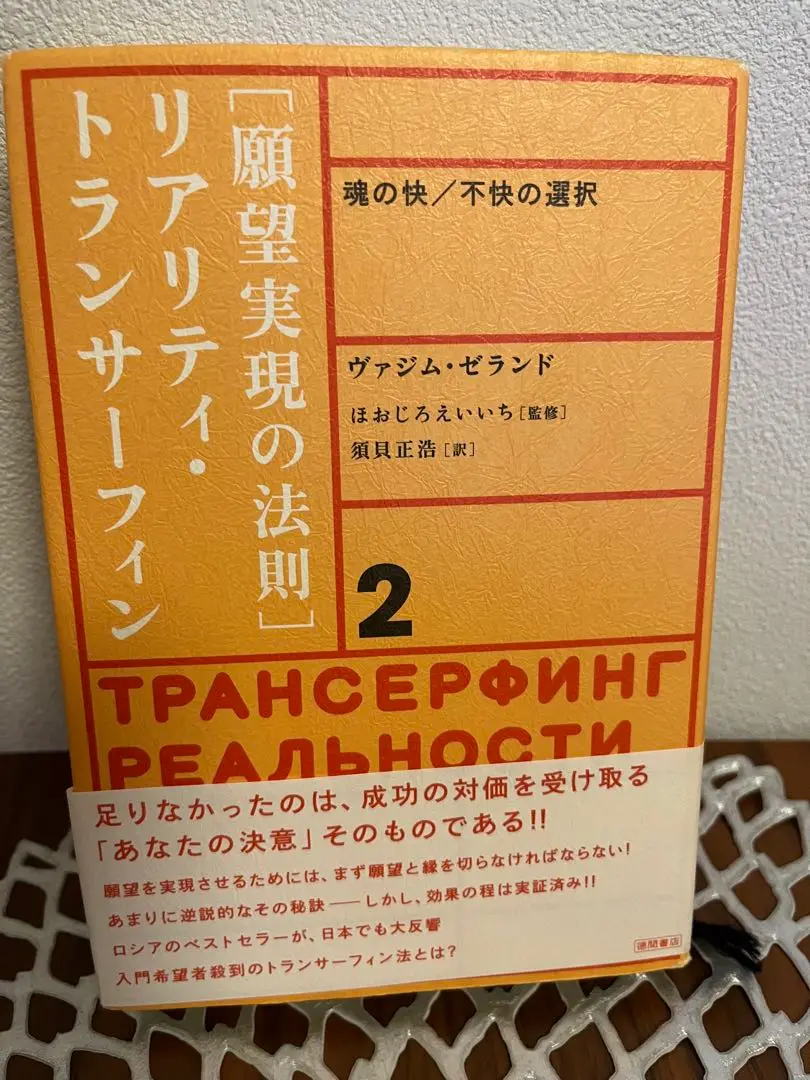 [願望実現の法則]
リアリティ・
トランサーフィン
魂の快／不快の選択
ヴァジム・ゼランド
ほおじろえいいち[監修]
須貝正浩[訳]
2
ТРАНСЕРФИНГ
РЕАЛЬНОСТИ
足りなかったのは、成功の対価を受け取る
「あなたの決意」そのものである!!
願望を実現させるためには、まず願望と縁を切らなければならない!
あまりに逆説的なその秘訣――しかし、効果の程は実証済み!!
ロシアのベストセラーが、日本でも大反響
入門希望者殺到のトランサーフィン法とは?
徳間書店